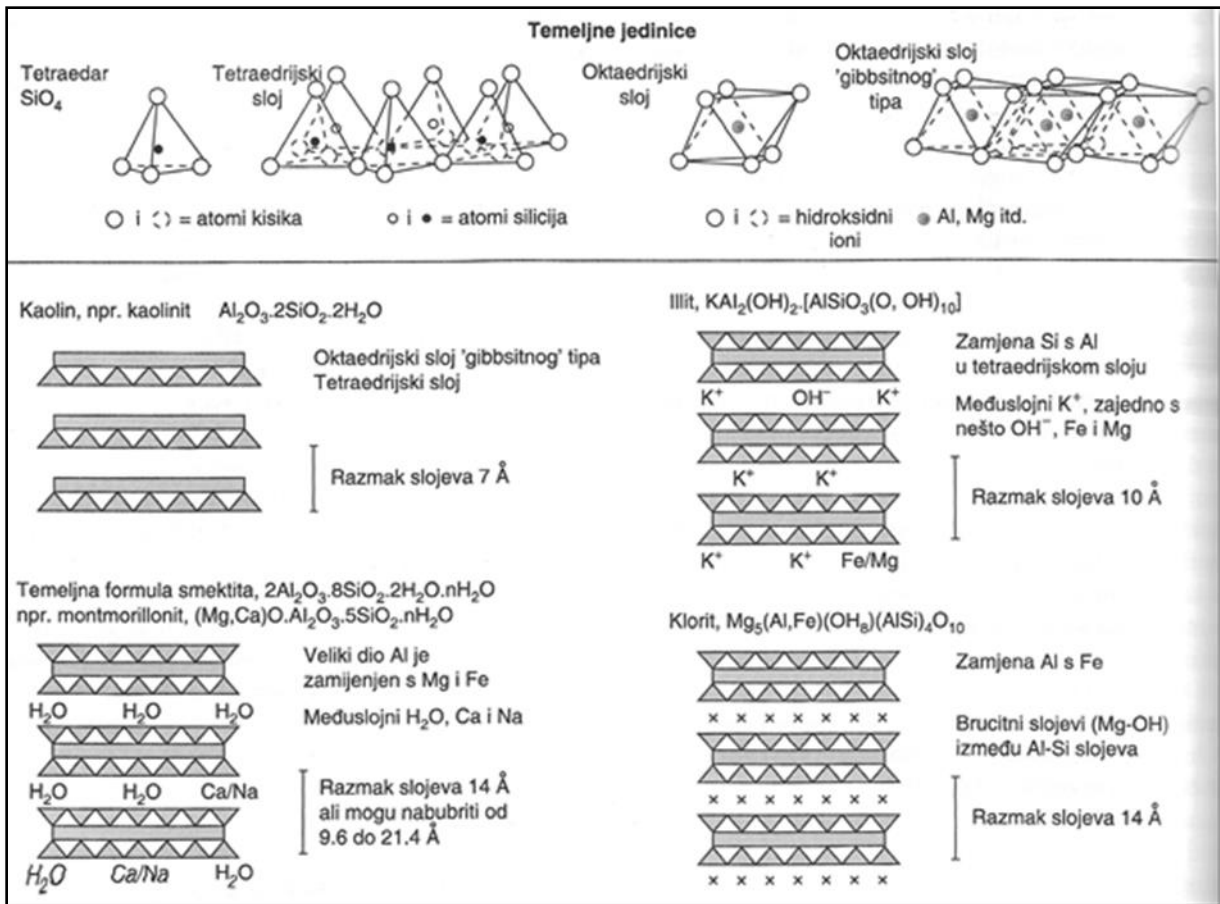 Temeljne jedinice
Tetraedar
SiO₄
Tetraedrijski
sloj
Oktaedrijski
sloj
Oktaedrijski sloj
'gibbsitnog'
tipa
i = atomi kisika
i = atomi silicija
i = hidroksidni
ioni
Al, Mg itd.
Kaolin, npr. kaolinit Al₂O₃.2SiO₂.2H₂O
Oktaedrijski sloj 'gibbsitnog' tipa
Tetraedrijski sloj
Razmak slojeva 7 Å
Temeljna formula smektita, 2Al₂O₃.8SiO₂.2H₂O.nH₂O
npr. montmorillonit, (Mg,Ca)O.Al₂O₃.5SiO₂.nH₂O
Veliki dio Al je
zamijenjen s Mg i Fe
H₂O H₂O H₂O
Međuslojni H₂O, Ca i Na
H₂O H₂O Ca/Na
Razmak slojeva 14 Å
ali mogu nabubriti od
9.6 do 21.4 Å
H₂O Ca/Na H₂O
Illit, KAl₂(OH)₂.[AlSiO₃(O, OH)₁₀]
Zamjena Si s Al
u tetraedrijskom sloju
K⁺ OH⁻ K⁺
Međuslojni K⁺, zajedno s
nešto OH⁻, Fe i Mg
K⁺ K⁺
Razmak slojeva 10 Å
K⁺ K⁺ Fe/Mg
Klorit, Mg₅(Al,Fe)(OH₈)(AlSi)₄O₁₀
Zamjena Al s Fe
× × × × × × ×
Brucitni slojevi (Mg-OH)
između Al-Si slojeva
× × × × × × ×
Razmak slojeva 14 Å
× × × × × × ×